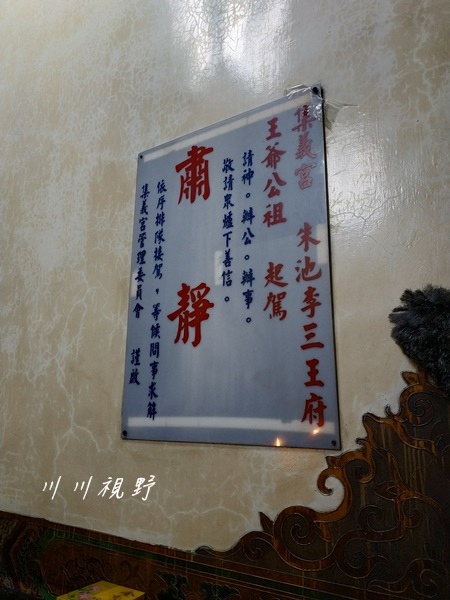 集義宮 朱池李三王府
王爺公祖 起駕
請神。辦公。辦事。
敬請眾爐下善信。
肅靜
依序排隊接駕，等候問事求解
集義宮管理委員會 謹啟
川川視野